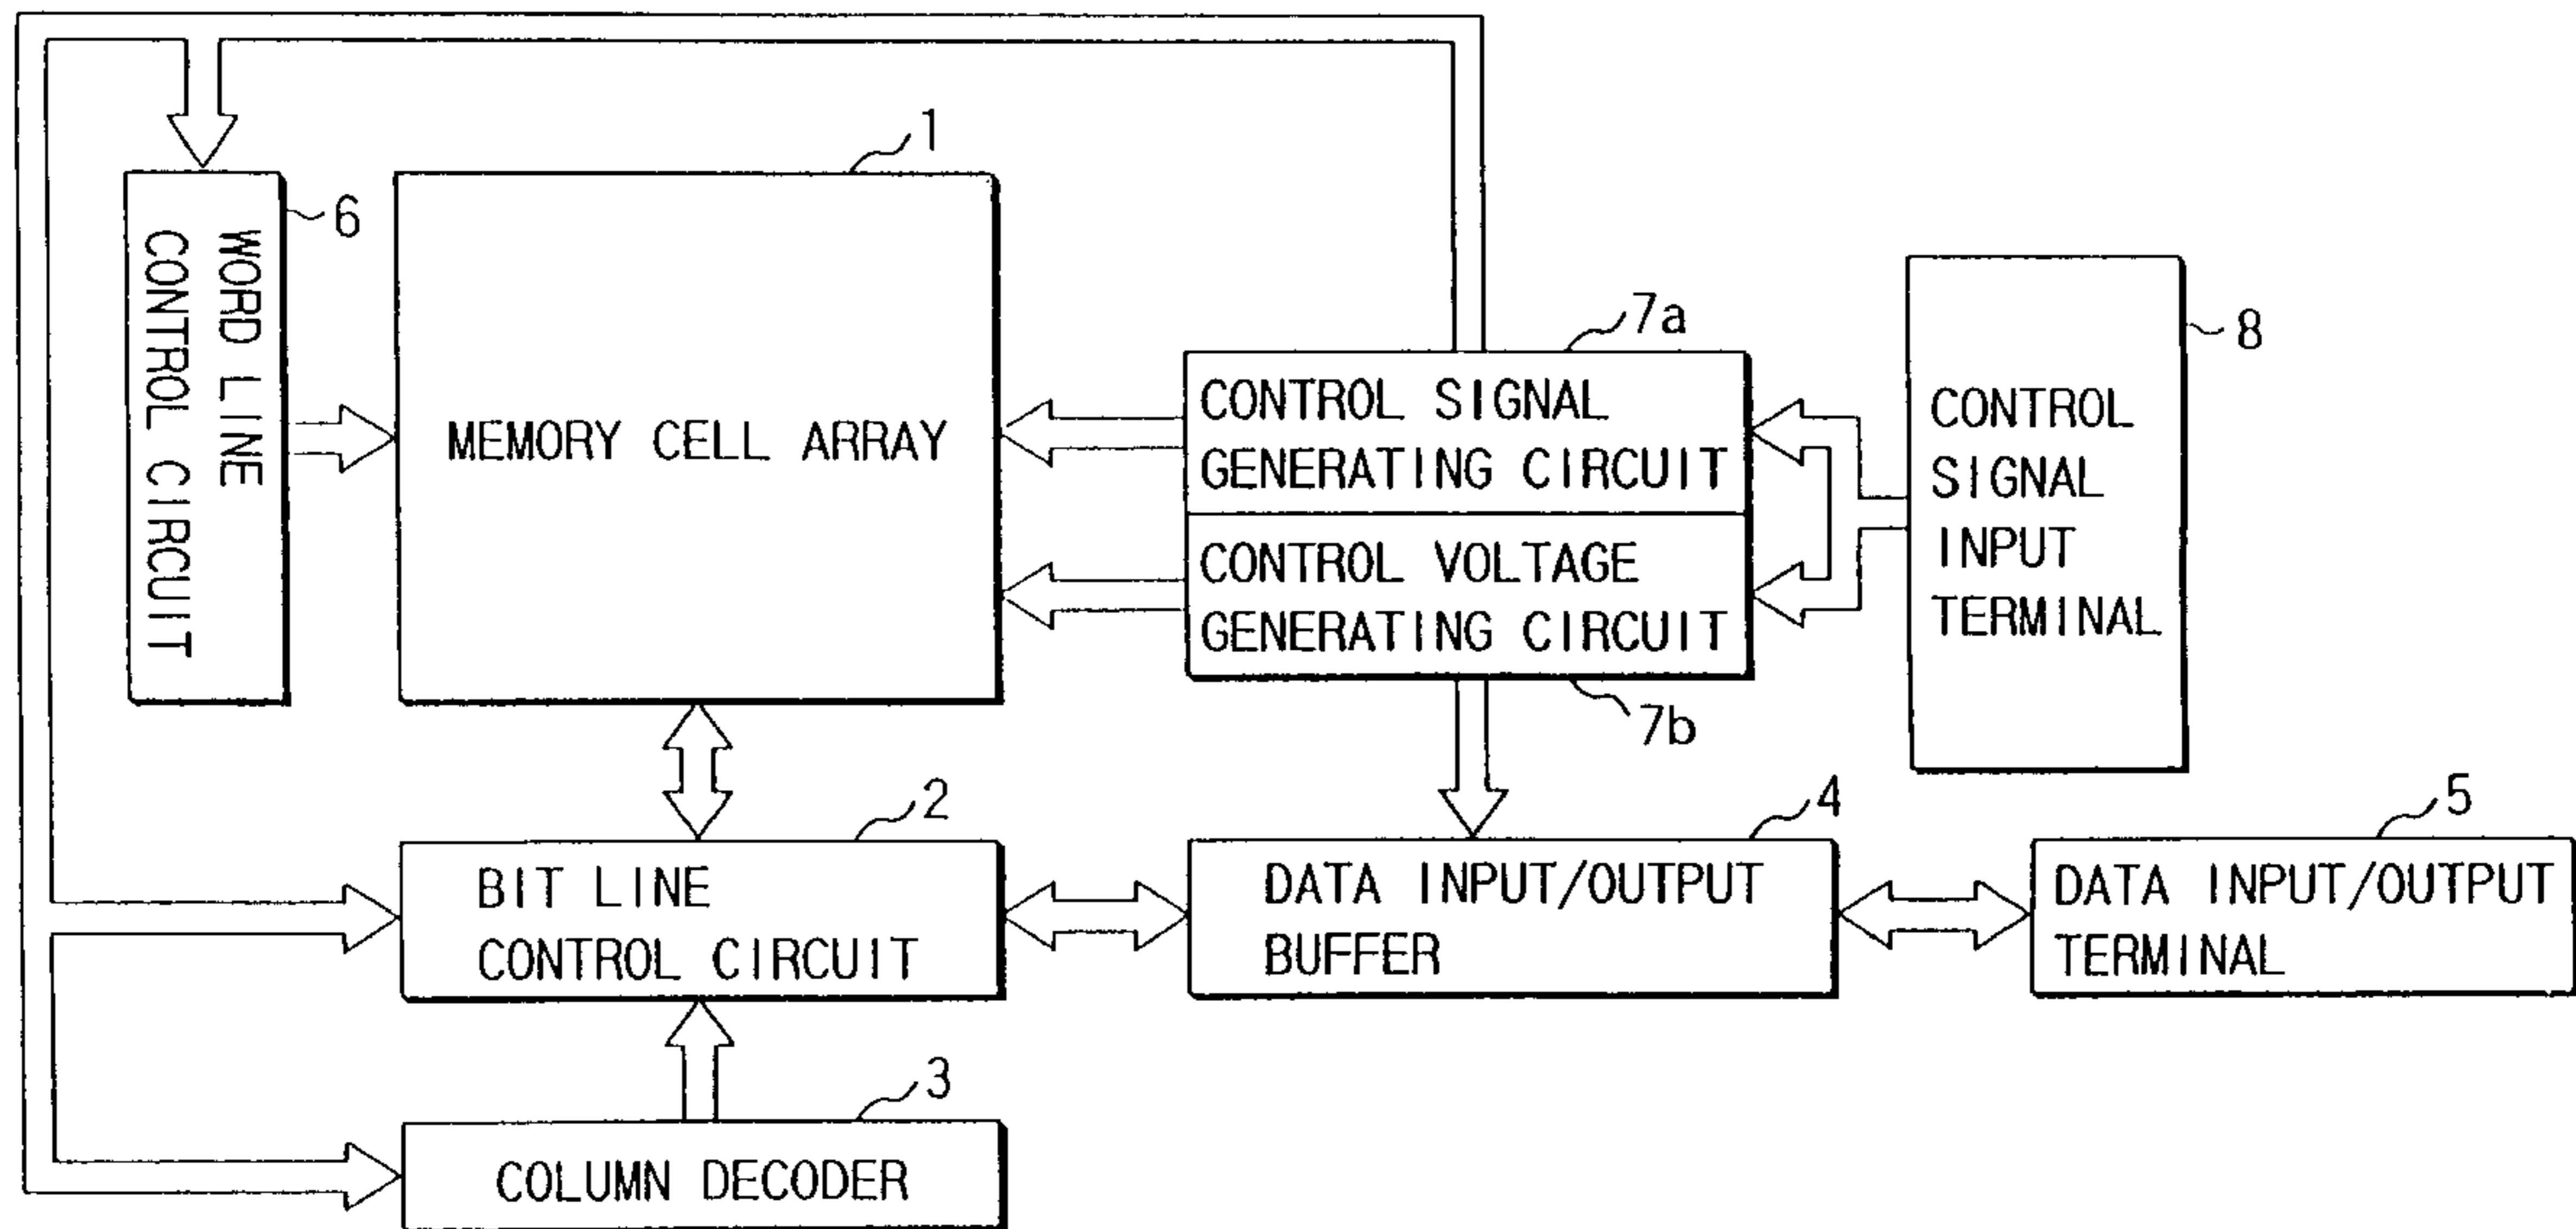 1
6
WORD LINE
CONTROL CIRCUIT
MEMORY CELL ARRAY
7a
CONTROL SIGNAL
GENERATING CIRCUIT
CONTROL VOLTAGE
GENERATING CIRCUIT
7b
8
CONTROL
SIGNAL
INPUT
TERMINAL
2
BIT LINE
CONTROL CIRCUIT
4
DATA INPUT/OUTPUT
BUFFER
5
DATA INPUT/OUTPUT
TERMINAL
3
COLUMN DECODER